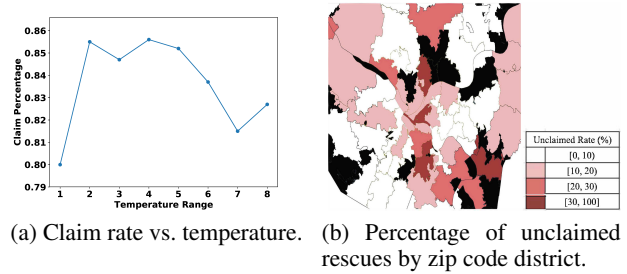 0.86
0.85
0.84
0.83
0.82
0.81
0.80
0.79
Claim Percentage
1 2 3 4 5 6 7 8
Temperature Range
Unclaimed Rate (%)
[0, 10)
[10, 20)
[20, 30)
[30, 100]
(a) Claim rate vs. temperature.
(b) Percentage of unclaimed
rescues by zip code district.